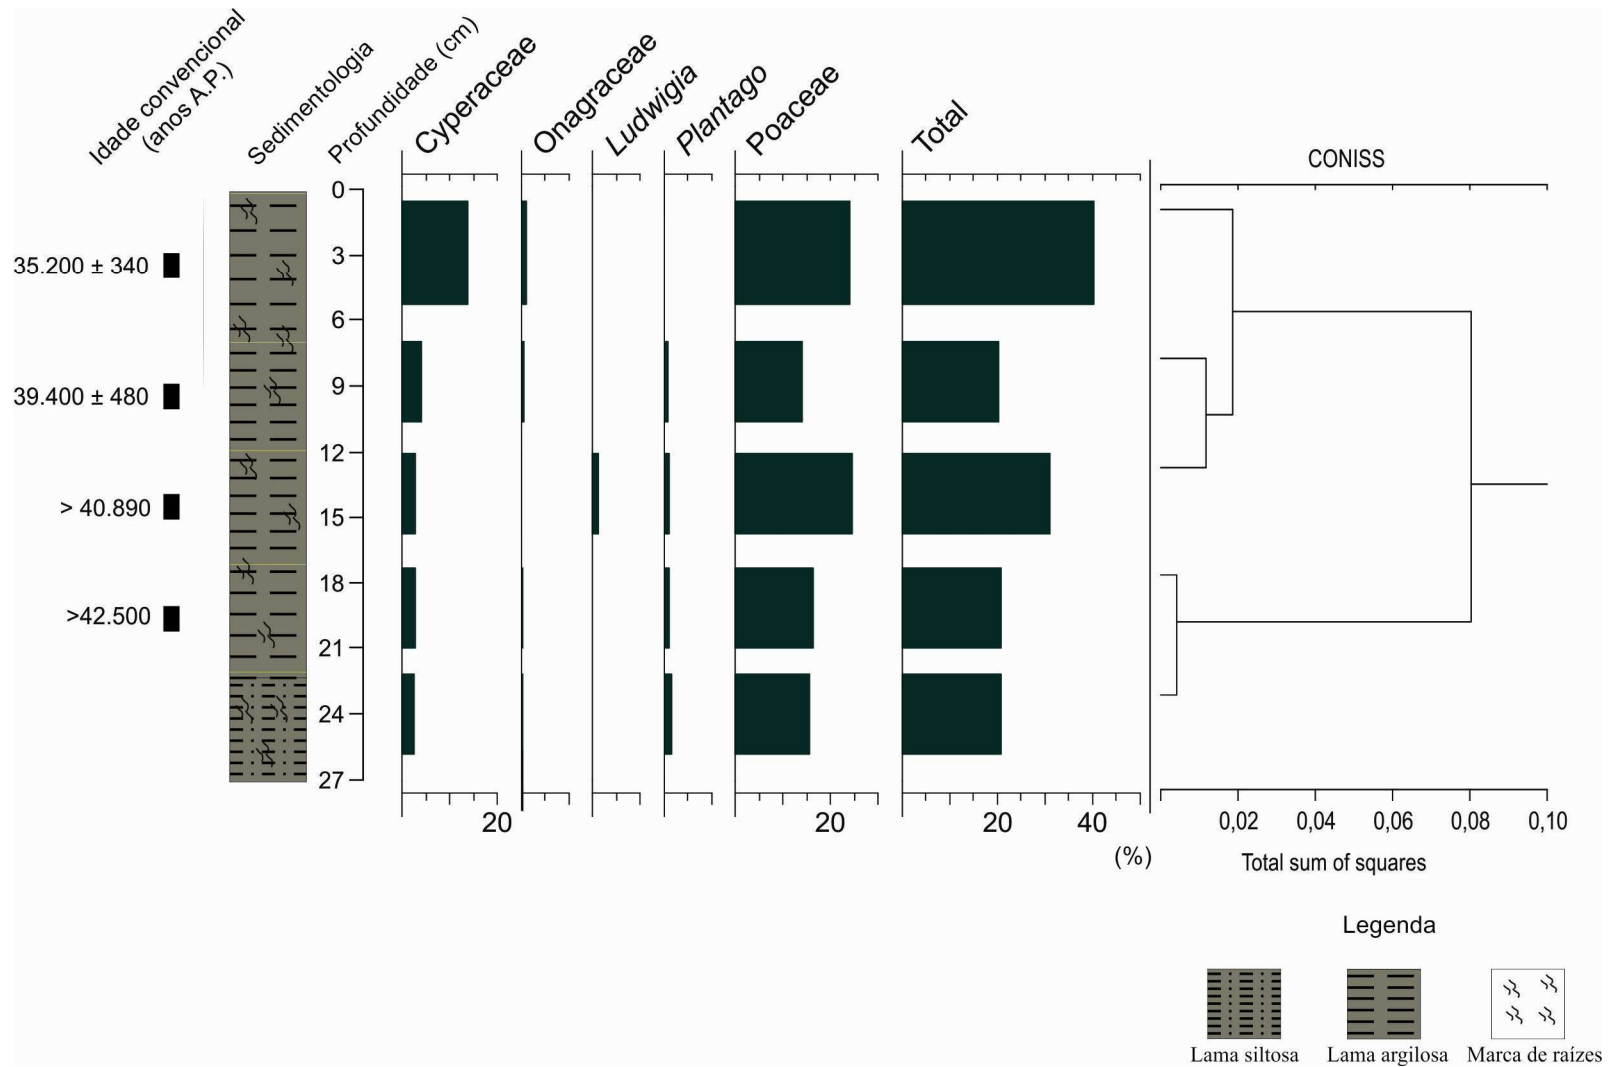 Idade convencional
(anos A.P.)
Sedimentologia
Profundidade (cm)
Cyperaceae
Onagraceae
Ludwigia
Plantago
Poaceae
Total
CONISS
0
3
6
9
12
15
18
21
24
27
35.200 ± 340
39.400 ± 480
> 40.890
>42.500
20
20
20
40
(%)
0,02
0,04
0,06
0,08
0,10
Total sum of squares
Legenda
Lama siltosa
Lama argilosa
Marca de raízes